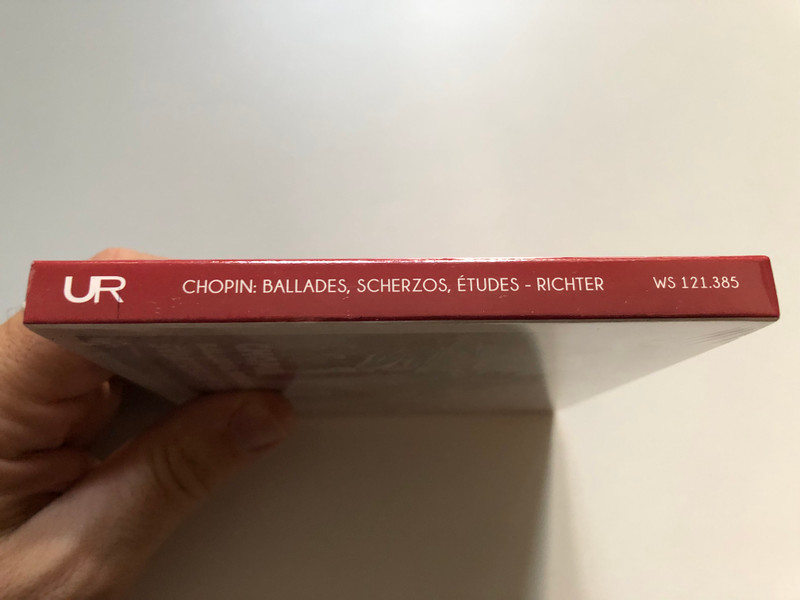 UR CHOPIN: BALLADES, SCHERZOS, ÉTUDES – RICHTER WS 121.385